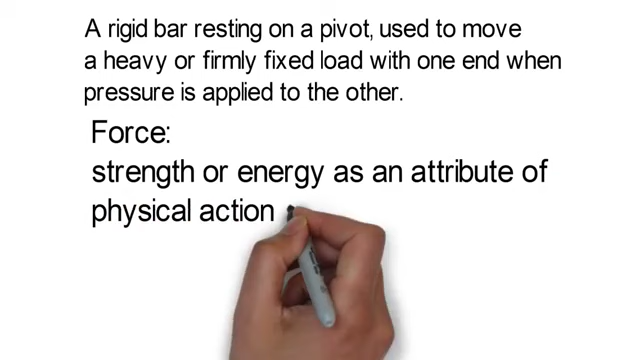 A rigid bar resting on a pivot, used to move
a heavy or firmly fixed load with one end when
pressure is applied to the other.
Force:
strength or energy as an attribute of
physical action